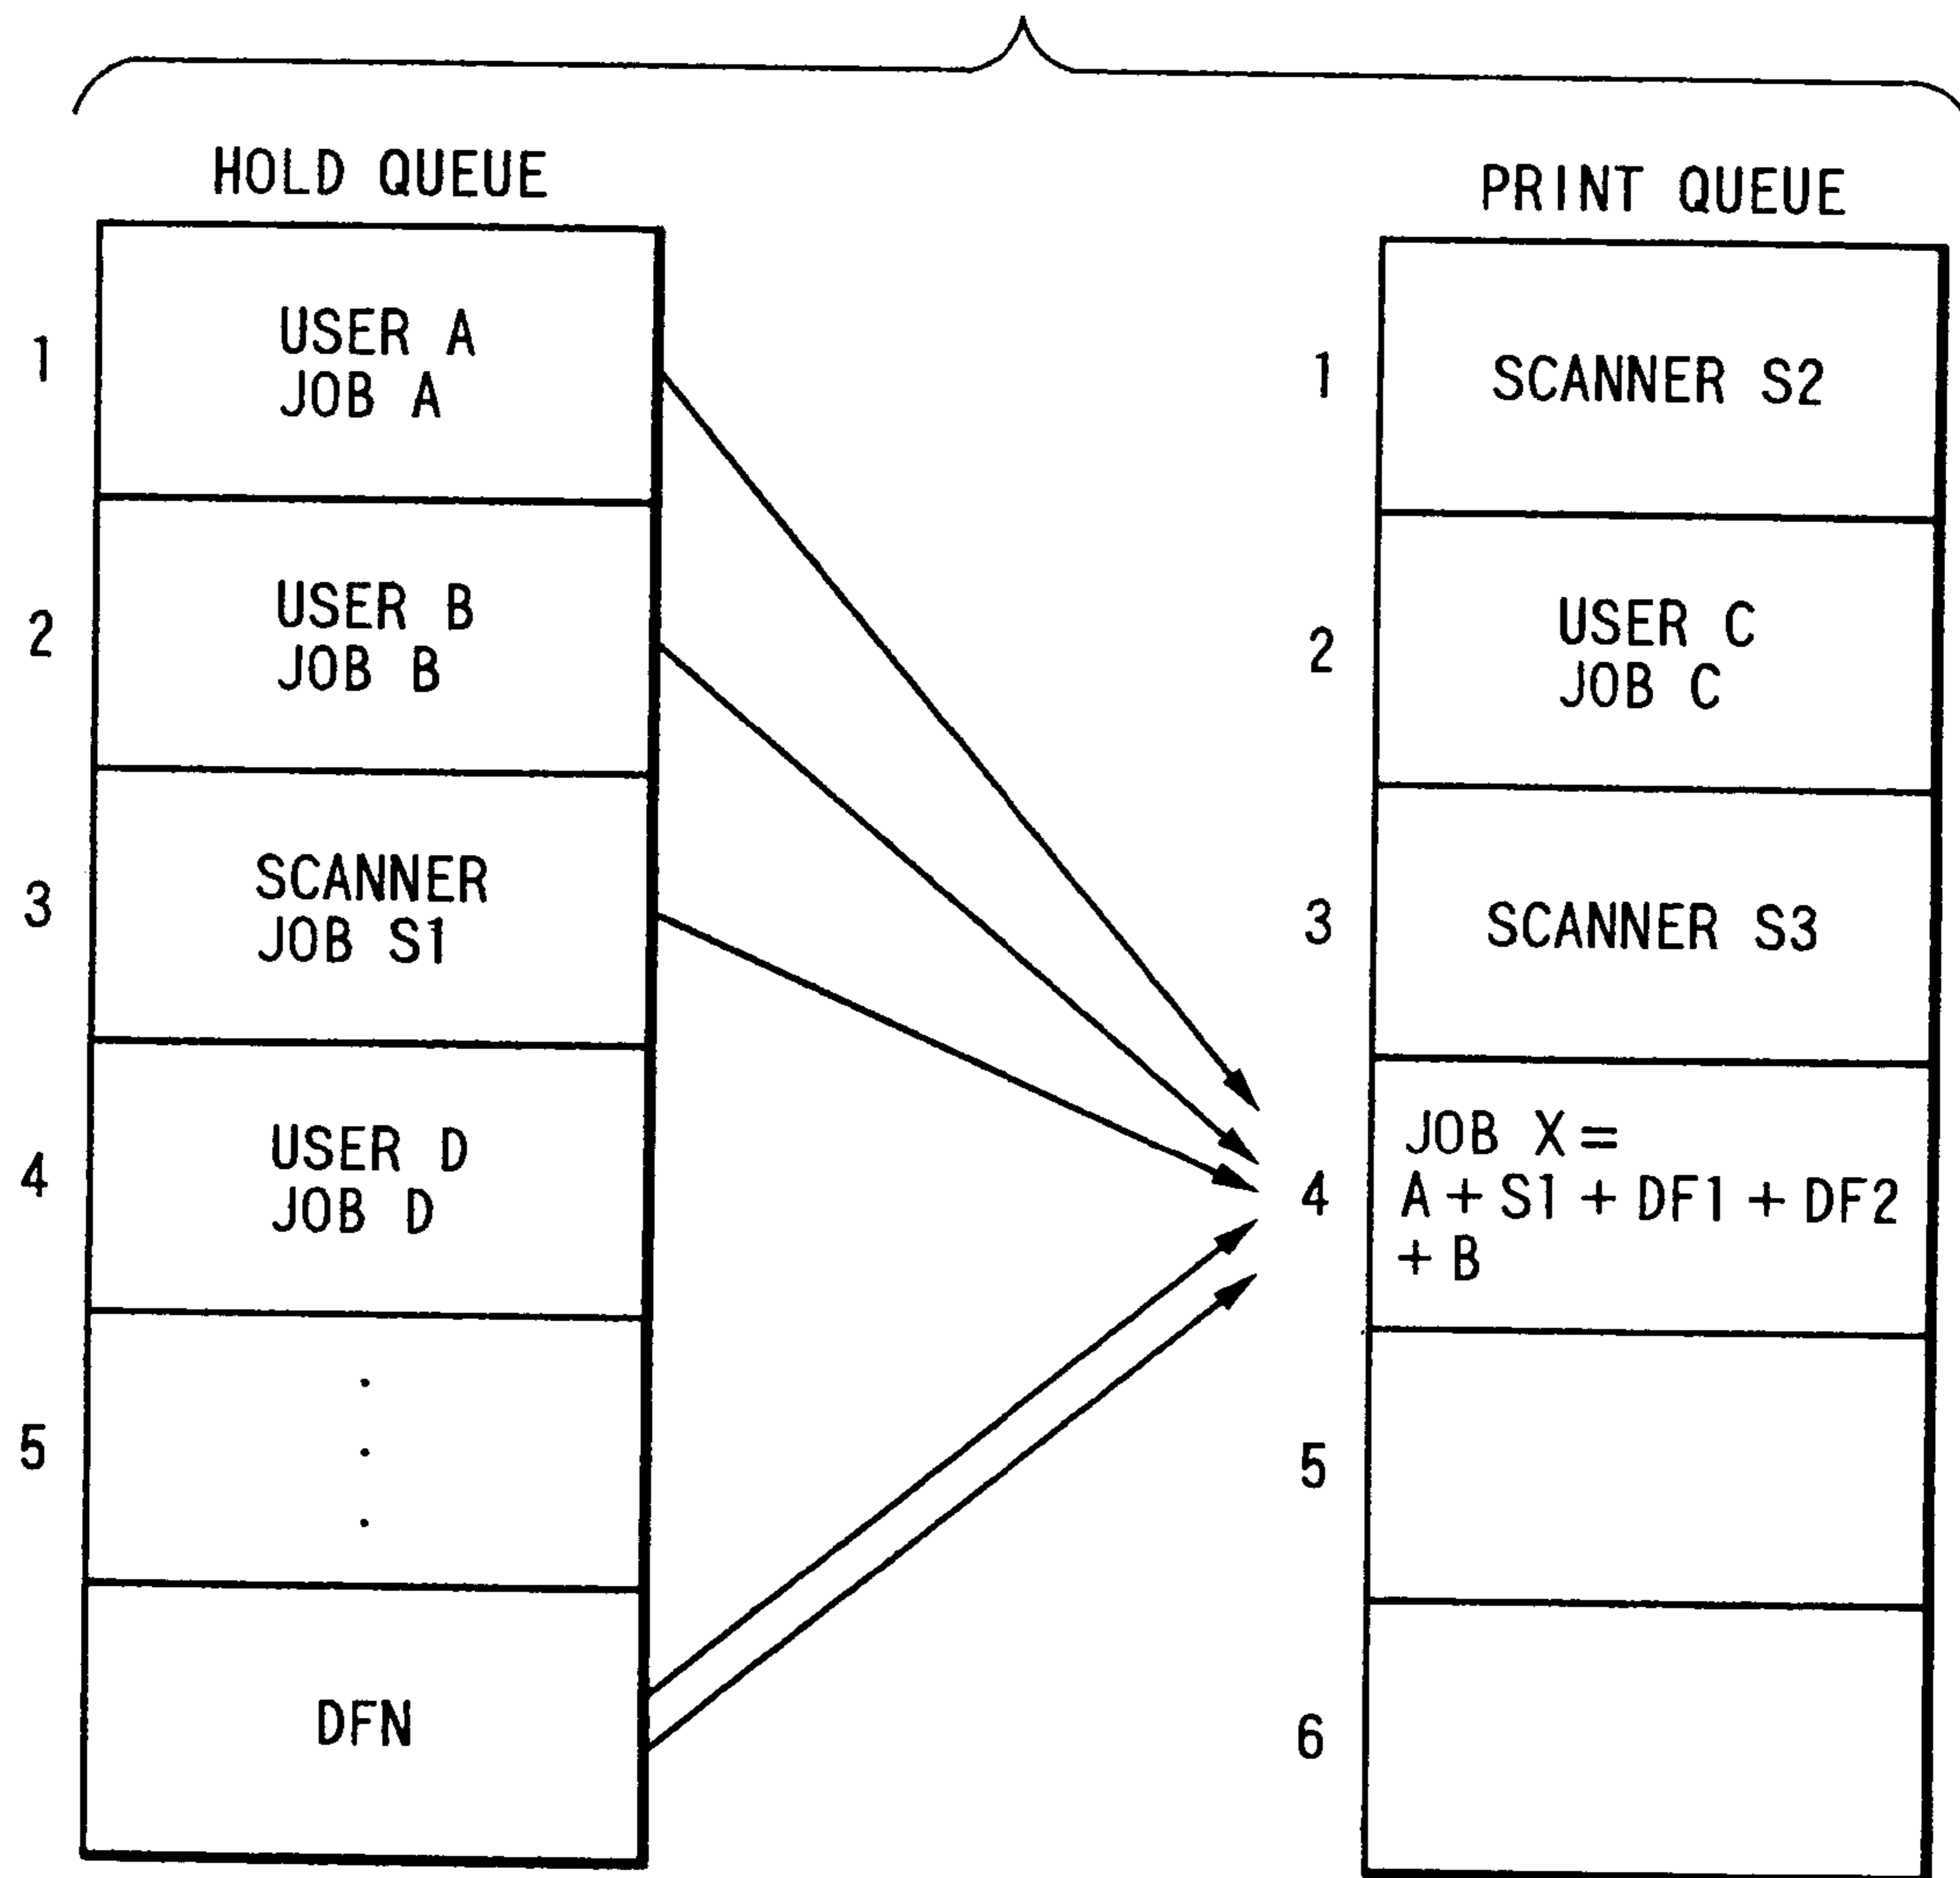 HOLD QUEUE
1
USER A
JOB A
2
USER B
JOB B
3
SCANNER
JOB S1
4
USER D
JOB D
5
.
.
.
DFN
PRINT QUEUE
1
SCANNER S2
2
USER C
JOB C
3
SCANNER S3
4
JOB X =
A + S1 + DF1 + DF2
+ B
5
6